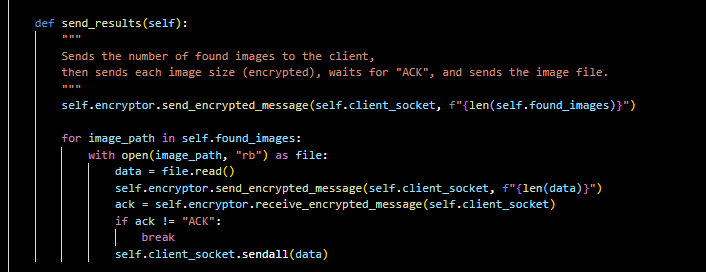 def send_results(self):
"""
Sends the number of found images to the client,
then sends each image size (encrypted), waits for "ACK", and sends the image file.
"""
self.encryptor.send_encrypted_message(self.client_socket, f"{len(self.found_images)}")
for image_path in self.found_images:
with open(image_path, "rb") as file:
data = file.read()
self.encryptor.send_encrypted_message(self.client_socket, f"{len(data)}")
ack = self.encryptor.receive_encrypted_message(self.client_socket)
if ack != "ACK":
break
self.client_socket.sendall(data)